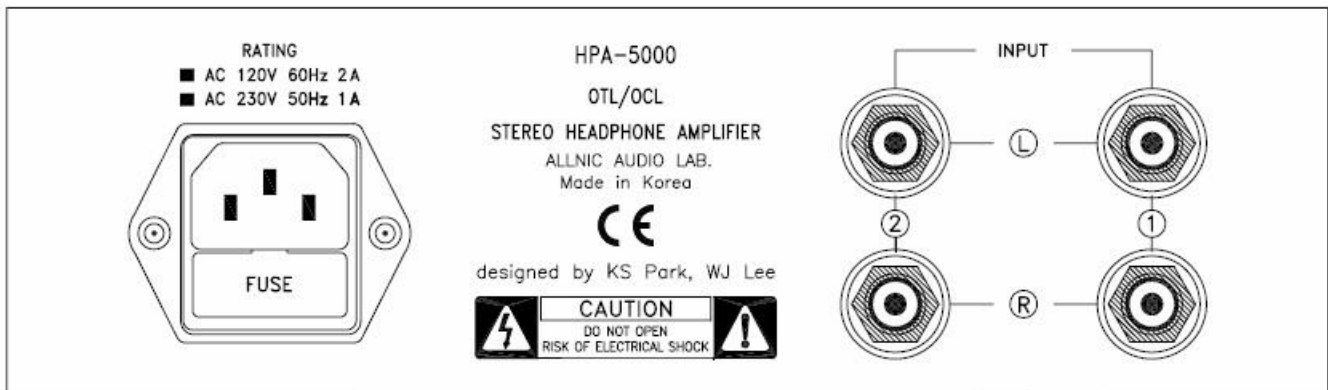 RATING
■ AC 120V 60Hz 2A
■ AC 230V 50Hz 1A
FUSE
HPA-5000
OTL/OCL
STEREO HEADPHONE AMPLIFIER
ALLNIC AUDIO LAB.
Made in Korea
CE
designed by KS Park, WJ Lee
CAUTION
DO NOT OPEN
RISK OF ELECTRICAL SHOCK
INPUT
L
2 1
R